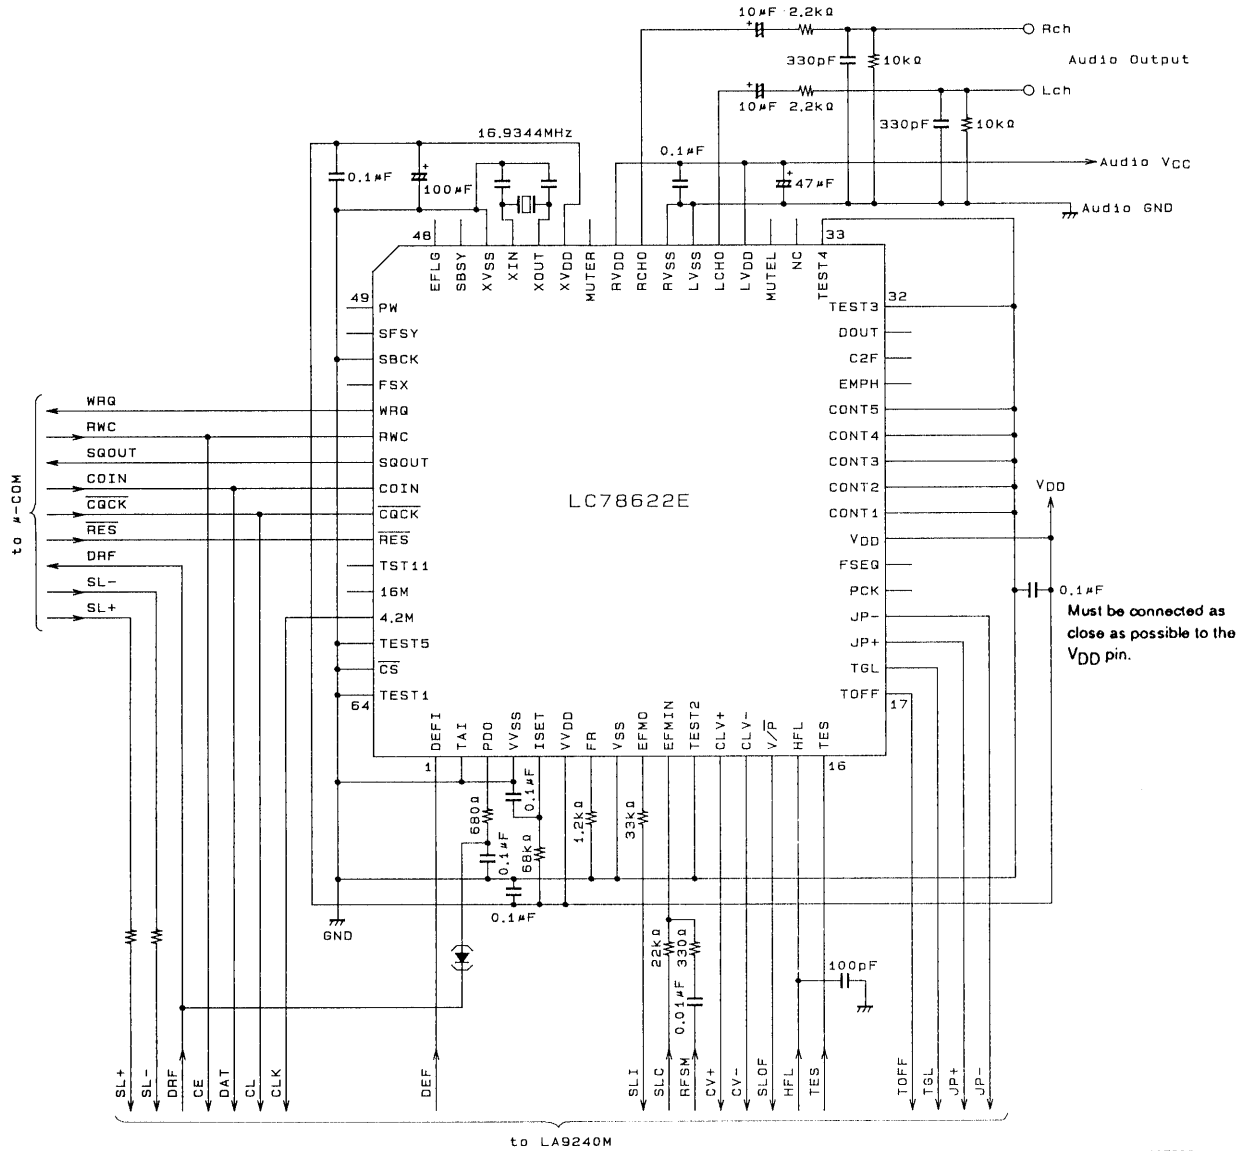 10µF 2.2kΩ
Rch
330pF
10kΩ
Audio Output
Lch
10µF 2.2kΩ
330pF
10kΩ
16.9344MHz
0.1µF
100µF
0.1µF
47µF
Audio VCC
Audio GND
48
33
EFLG
SBSY
XVSS
XIN
XOUT
XVDD
MUTER
RVDD
RCHO
RVSS
LVSS
LCHO
LVDD
MUTEL
NC
TEST4
49
PW
SFSY
SBCK
FSX
WRQ
RWC
SQOUT
COIN
CQCK
RES
TST11
16M
4.2M
TEST5
CS
TEST1
64
32
TEST3
DOUT
C2F
EMPH
CONT5
CONT4
CONT3
CONT2
CONT1
VDD
FSEQ
PCK
JP-
JP+
TGL
TOFF
17
LC78622E
to µ-COM
WRQ
RWC
SQOUT
COIN
CQCK
RES
DRF
SL-
SL+
VDD
0.1µF
Must be connected as
close as possible to the
VDD pin.
DEFI
TAI
PDO
VVSS
ISET
VVDD
FR
VSS
EFMO
EFMIN
TEST2
CLV+
CLV-
V/P
HFL
TES
1
16
680Ω
0.1µF
0.1µF
68kΩ
1.2kΩ
33kΩ
0.1µF
GND
22kΩ
330Ω
0.01µF
100pF
SL+
SL-
DRF
CE
DAT
CL
CLK
DEF
SLI
SLC
RFSM
CV+
CV-
SLOF
HFL
TES
TOFF
TGL
JP+
JP-
to LA9240M